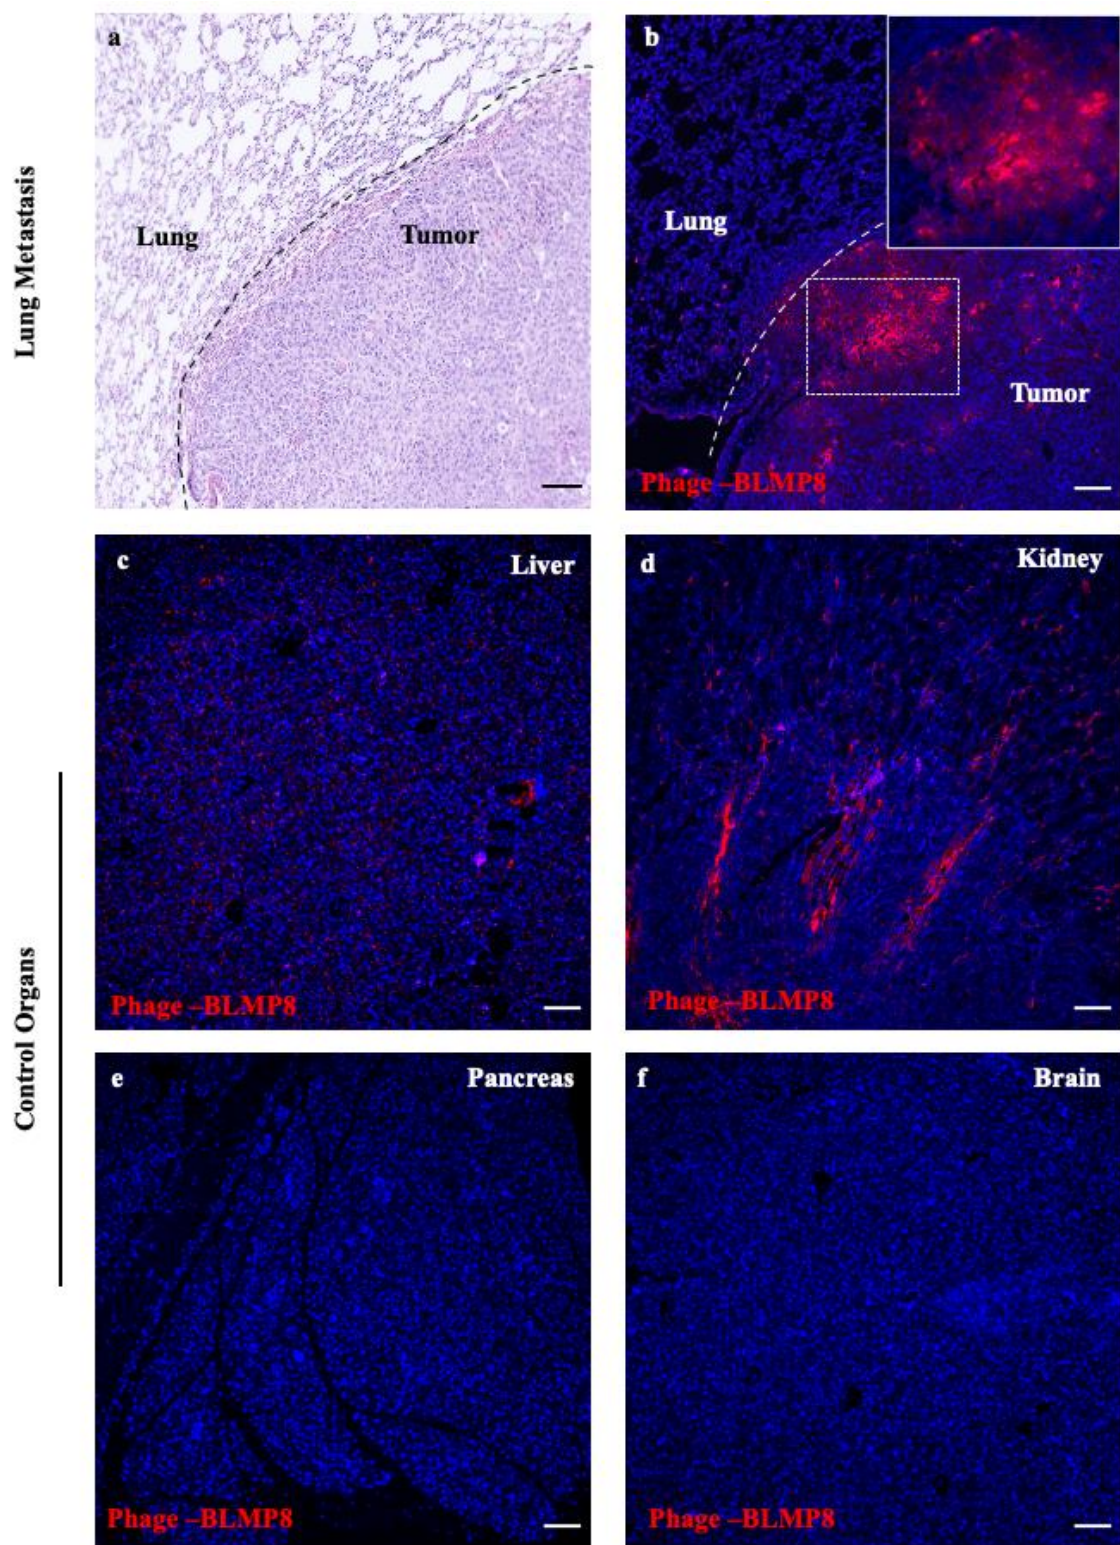 Lung Metastasis
a
Lung
Tumor
b
Lung
Tumor
Phage –BLMP8
Control Organs
c
Liver
Phage –BLMP8
d
Kidney
Phage –BLMP8
e
Pancreas
Phage –BLMP8
f
Brain
Phage –BLMP8